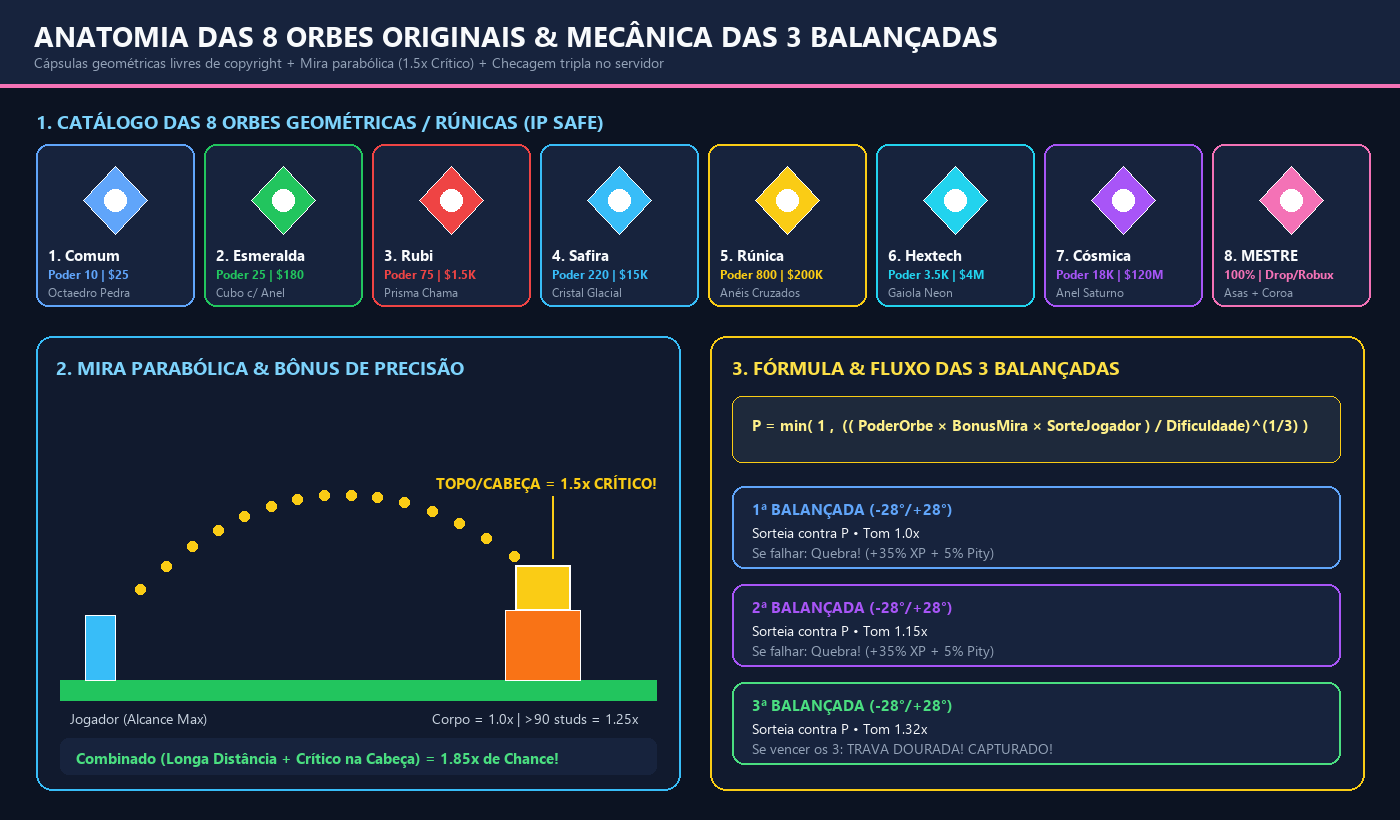 ANATOMIA DAS 8 ORBES ORIGINAIS & MECÂNICA DAS 3 BALANÇADAS
Cápsulas geométricas livres de copyright + Mira parabólica (1.5x Crítico) + Checagem tripla no servidor
1. CATÁLOGO DAS 8 ORBES GEOMÉTRICAS / RÚNICAS (IP SAFE)
1. Comum
Poder 10 | $25
Octaedro Pedra
2. Esmeralda
Poder 25 | $180
Cubo c/ Anel
3. Rubi
Poder 75 | $1.5K
Prisma Chama
4. Safira
Poder 220 | $15K
Cristal Glacial
5. Rúnica
Poder 800 | $200K
Anéis Cruzados
6. Hextech
Poder 3.5K | $4M
Gaiola Neon
7. Cósmica
Poder 18K | $120M
Anel Saturno
8. MESTRE
100% | Drop/Robux
Asas + Coroa
2. MIRA PARABÓLICA & BÔNUS DE PRECISÃO
TOPO/CABEÇA = 1.5x CRÍTICO!
Jogador (Alcance Max)
Corpo = 1.0x | >90 studs = 1.25x
Combinado (Longa Distância + Crítico na Cabeça) = 1.85x de Chance!
3. FÓRMULA & FLUXO DAS 3 BALANÇADAS
P = min( 1 , (( PoderOrbe × BonusMira × SorteJogador ) / Dificuldade)^(1/3) )
1ª BALANÇADA (-28°/+28°)
Sorteia contra P • Tom 1.0x
Se falhar: Quebra! (+35% XP + 5% Pity)
2ª BALANÇADA (-28°/+28°)
Sorteia contra P • Tom 1.15x
Se falhar: Quebra! (+35% XP + 5% Pity)
3ª BALANÇADA (-28°/+28°)
Sorteia contra P • Tom 1.32x
Se vencer os 3: TRAVA DOURADA! CAPTURADO!